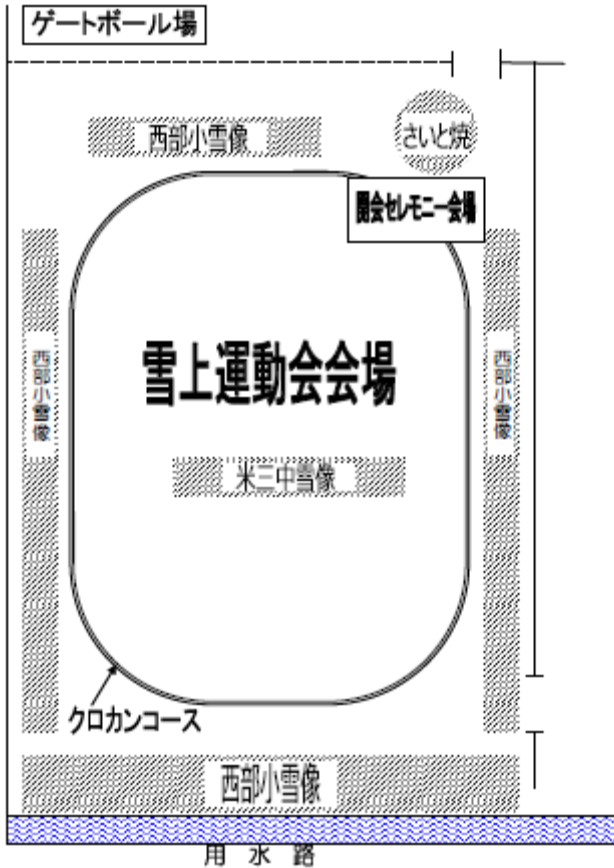 ゲートボール場
西部小雪像
さいと焼
閉会セレモニー会場
雪上運動会会場
西部小雪像
西部小雪像
米三中雪像
クロカンコース
西部小雪像
用水路